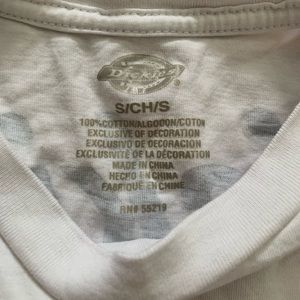 Dickies
S/CH/S
100%COTTON/ALGODON/COTON
EXCLUSIVE OF DECORATION
EXCLUSIVO DE DECORACIÓN
EXCLUSIVITÉ DE LA DÉCORATION
MADE IN CHINA
HECHO EN CHINA
FABRIQUÉ EN CHINE
RN# 55219